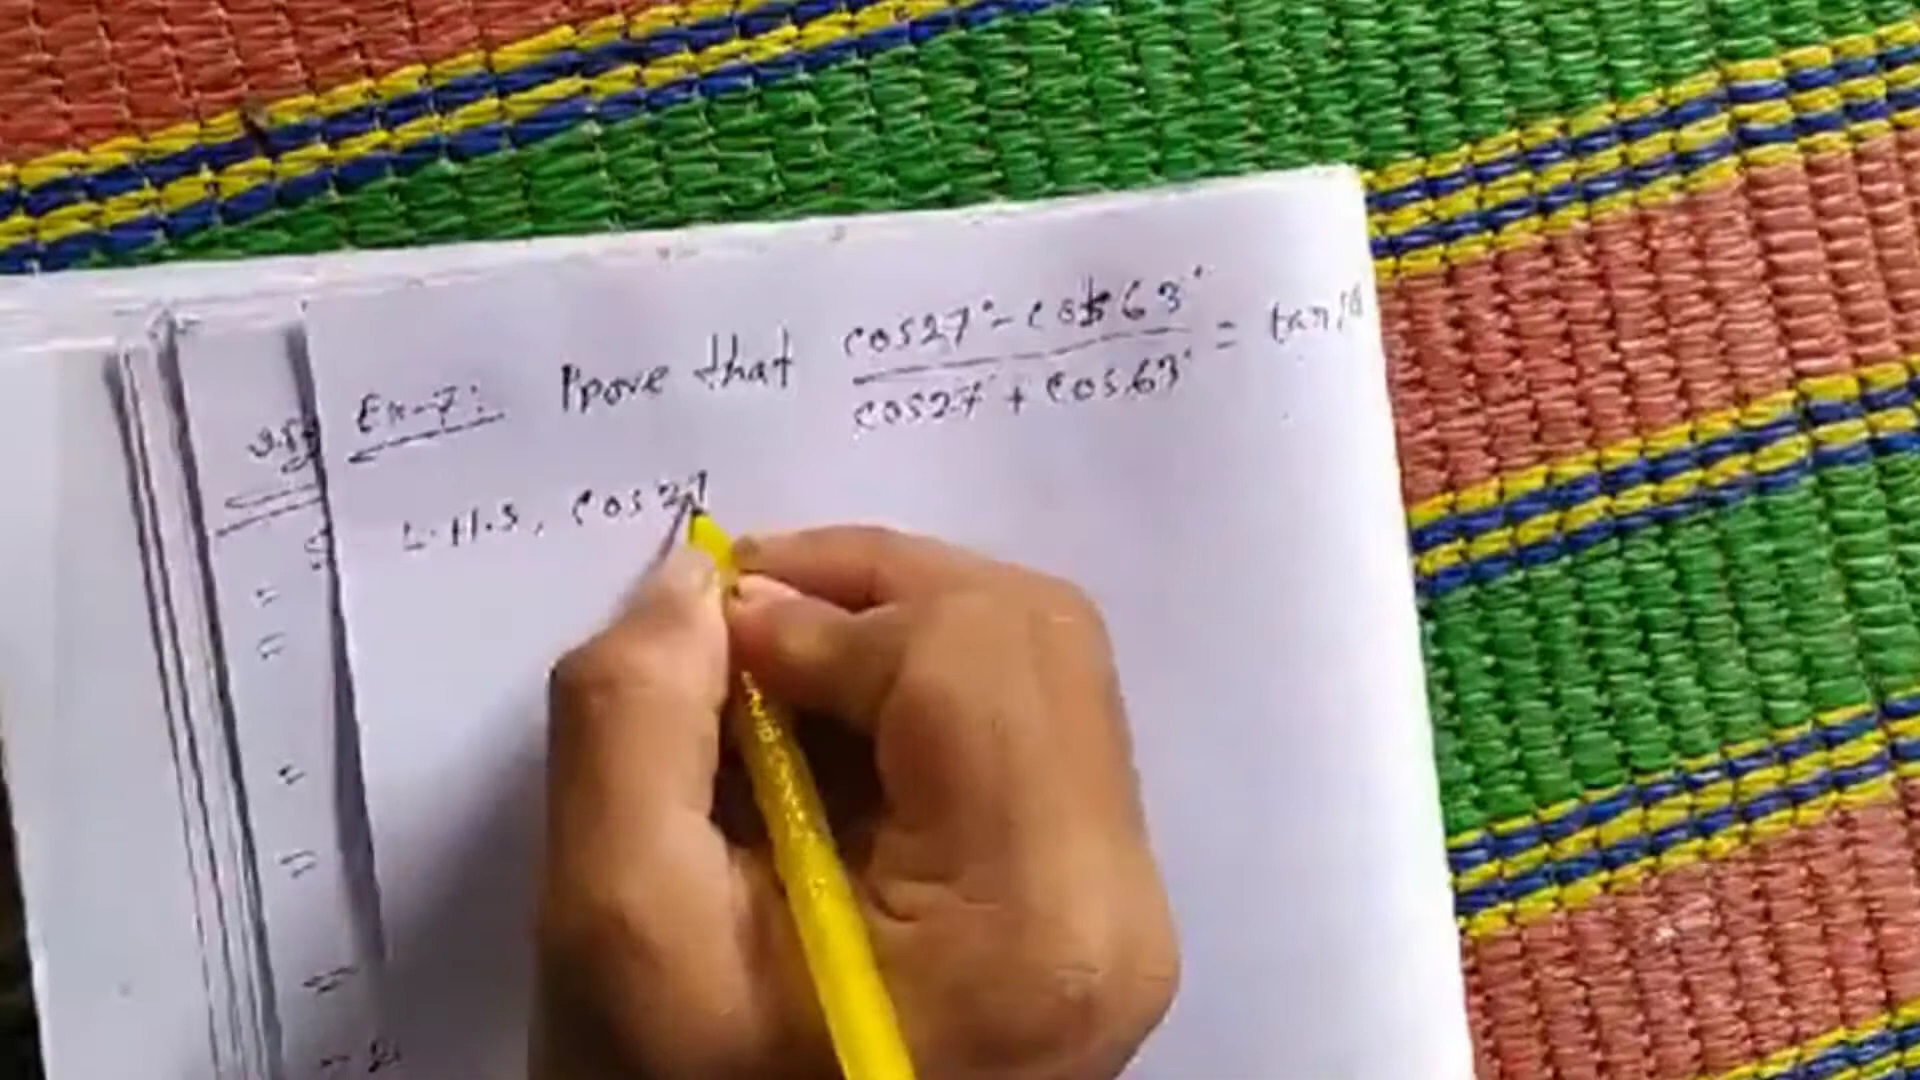 Ex-7: Prove that cos27°- cos63° / cos27° + cos63° = tan18
L.H.S, cos27